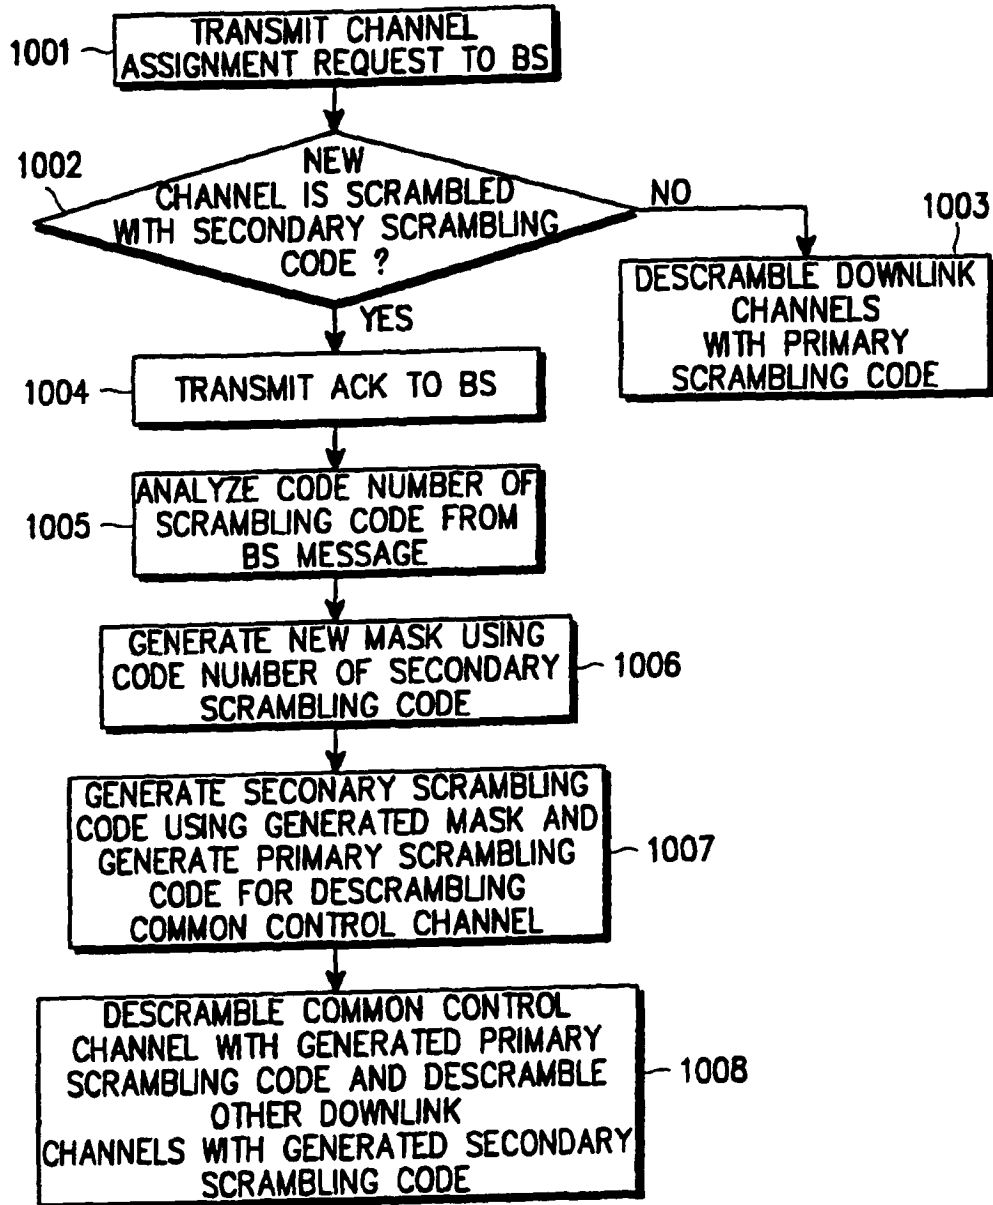 1001
TRANSMIT CHANNEL
ASSIGNMENT REQUEST TO BS
1002
NEW
CHANNEL IS SCRAMBLED
WITH SECONDARY SCRAMBLING
CODE ?
NO
YES
1003
DESCRAMBLE DOWNLINK
CHANNELS
WITH PRIMARY
SCRAMBLING CODE
1004
TRANSMIT ACK TO BS
1005
ANALYZE CODE NUMBER OF
SCRAMBLING CODE FROM
BS MESSAGE
GENERATE NEW MASK USING
CODE NUMBER OF SECONDARY
SCRAMBLING CODE
1006
GENERATE SECONARY SCRAMBLING
CODE USING GENERATED MASK AND
GENERATE PRIMARY SCRAMBLING
CODE FOR DESCRAMBLING
COMMON CONTROL CHANNEL
1007
DESCRAMBLE COMMON CONTROL
CHANNEL WITH GENERATED PRIMARY
SCRAMBLING CODE AND DESCRAMBLE
OTHER DOWNLINK
CHANNELS WITH GENERATED SECONDARY
SCRAMBLING CODE
1008